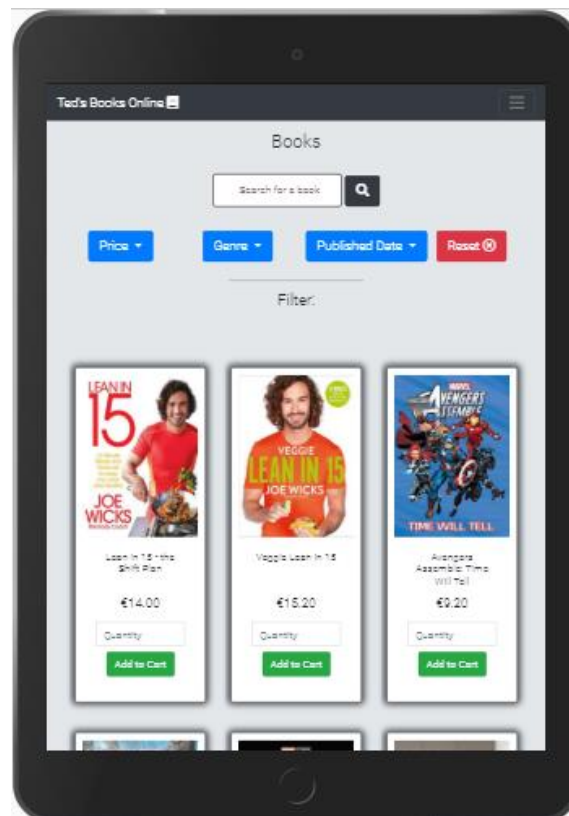 Ted's Books Online
Books
Search for a book
Price
Genre
Published Date
Reset
Filter:
LEAN IN
15
JOE
WICKS
VEGGIE
LEAN IN 15
JOE WICKS
MARVEL
AVENGERS
ASSEMBLE
TIME WILL TELL
Lean in 15 - the
Shift Plan
€14.00
Quantity
Add to Cart
Veggie Lean in 15
€15.20
Quantity
Add to Cart
Avengers
Assemble: Time
Will Tell
€9.20
Quantity
Add to Cart